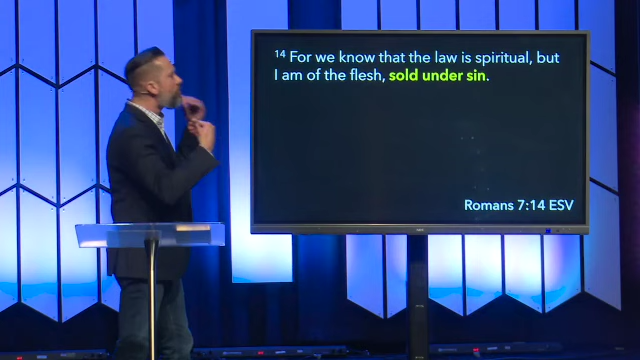 14 For we know that the law is spiritual, but
I am of the flesh, sold under sin.
Romans 7:14 ESV